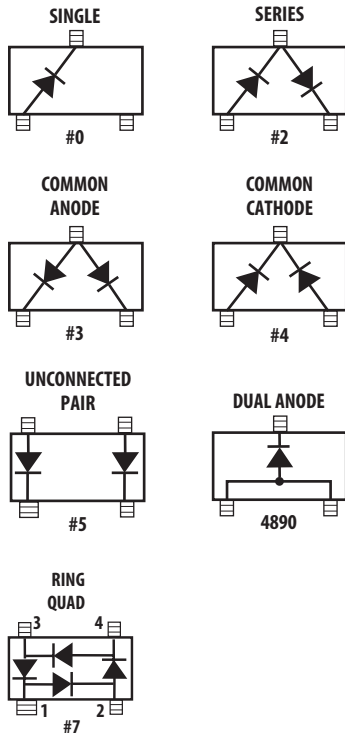 SINGLE
#0
SERIES
#2
COMMON
ANODE
#3
COMMON
CATHODE
#4
UNCONNECTED
PAIR
#5
DUAL ANODE
4890
RING
QUAD
3 4
1 2
#7